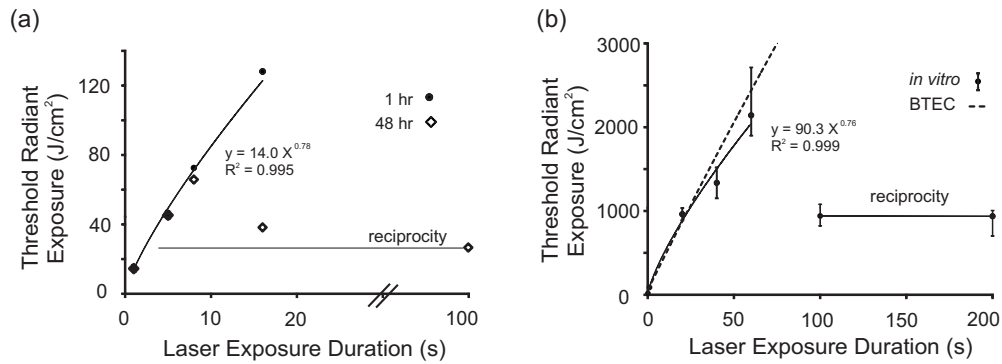 (a)
Threshold Radiant
Exposure (J/cm²)
120
80
40
0
1 hr
48 hr
y = 14.0 X^0.78
R² = 0.995
reciprocity
0
10
20
100
Laser Exposure Duration (s)
(b)
Threshold Radiant
Exposure (J/cm²)
3000
2000
1000
0
in vitro
BTEC
y = 90.3 X^0.76
R² = 0.999
reciprocity
0
50
100
150
200
Laser Exposure Duration (s)